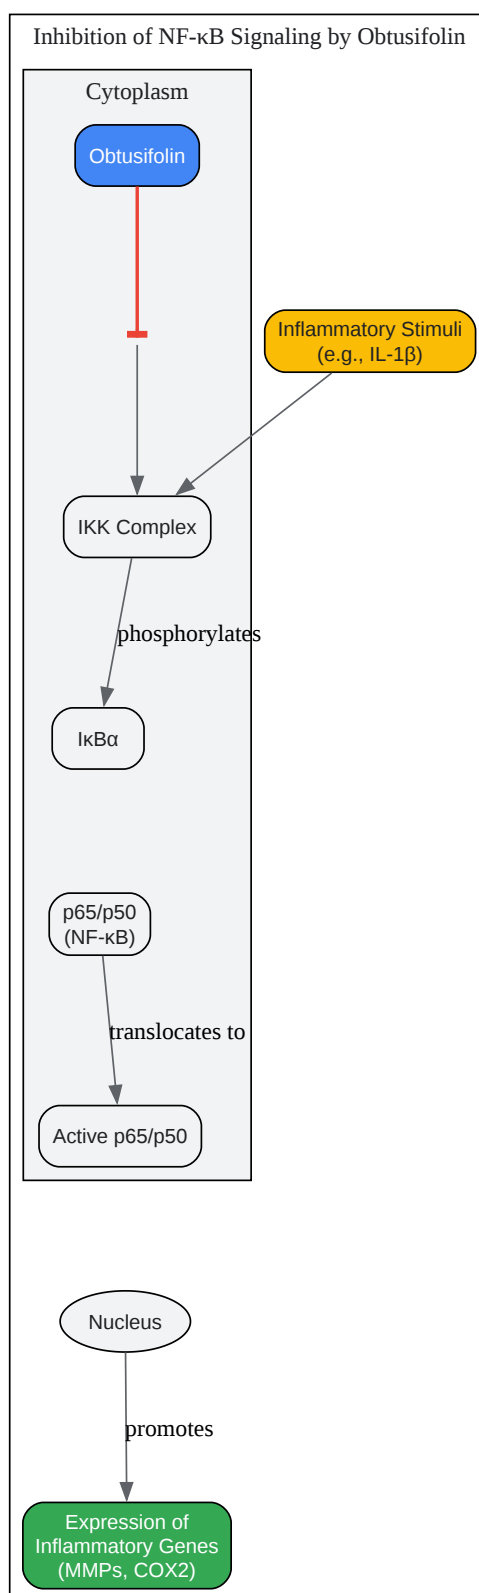 Inhibition of NF-κB Signaling by Obtusifolin
Cytoplasm
Obtusifolin
Inflammatory Stimuli
(e.g., IL-1β)
IKK Complex
phosphorylates
IκBα
p65/p50
(NF-κB)
translocates to
Active p65/p50
Nucleus
promotes
Expression of
Inflammatory Genes
(MMPs, COX2)